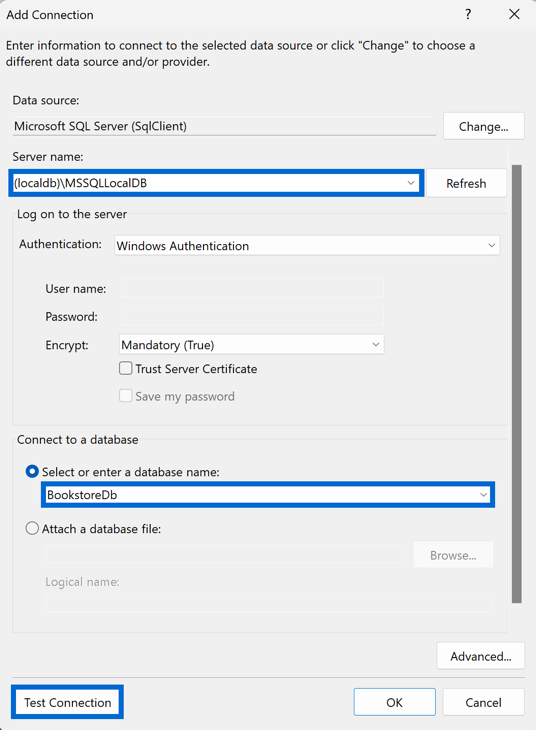 Add Connection
?
Enter information to connect to the selected data source or click "Change" to choose a
different data source and/or provider.
Data source:
Microsoft SQL Server (SqlClient)
Change...
Server name:
(localdb)\MSSQLLocalDB
Refresh
Log on to the server
Authentication:
Windows Authentication
User name:
Password:
Encrypt:
Mandatory (True)
Trust Server Certificate
Save my password
Connect to a database
Select or enter a database name:
BookstoreDb
Attach a database file:
Browse...
Logical name:
Advanced...
Test Connection
OK
Cancel